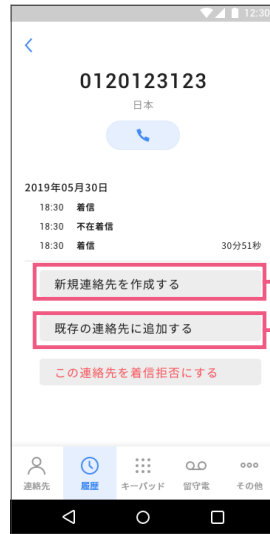 12:30
0120123123
日本
2019年05月30日
18:30 着信
18:30 不在着信
18:30 着信 30分51秒
新規連絡先を作成する
既存の連絡先に追加する
この連絡先を着信拒否にする
連絡先 履歴 キーパッド 留守電 その他